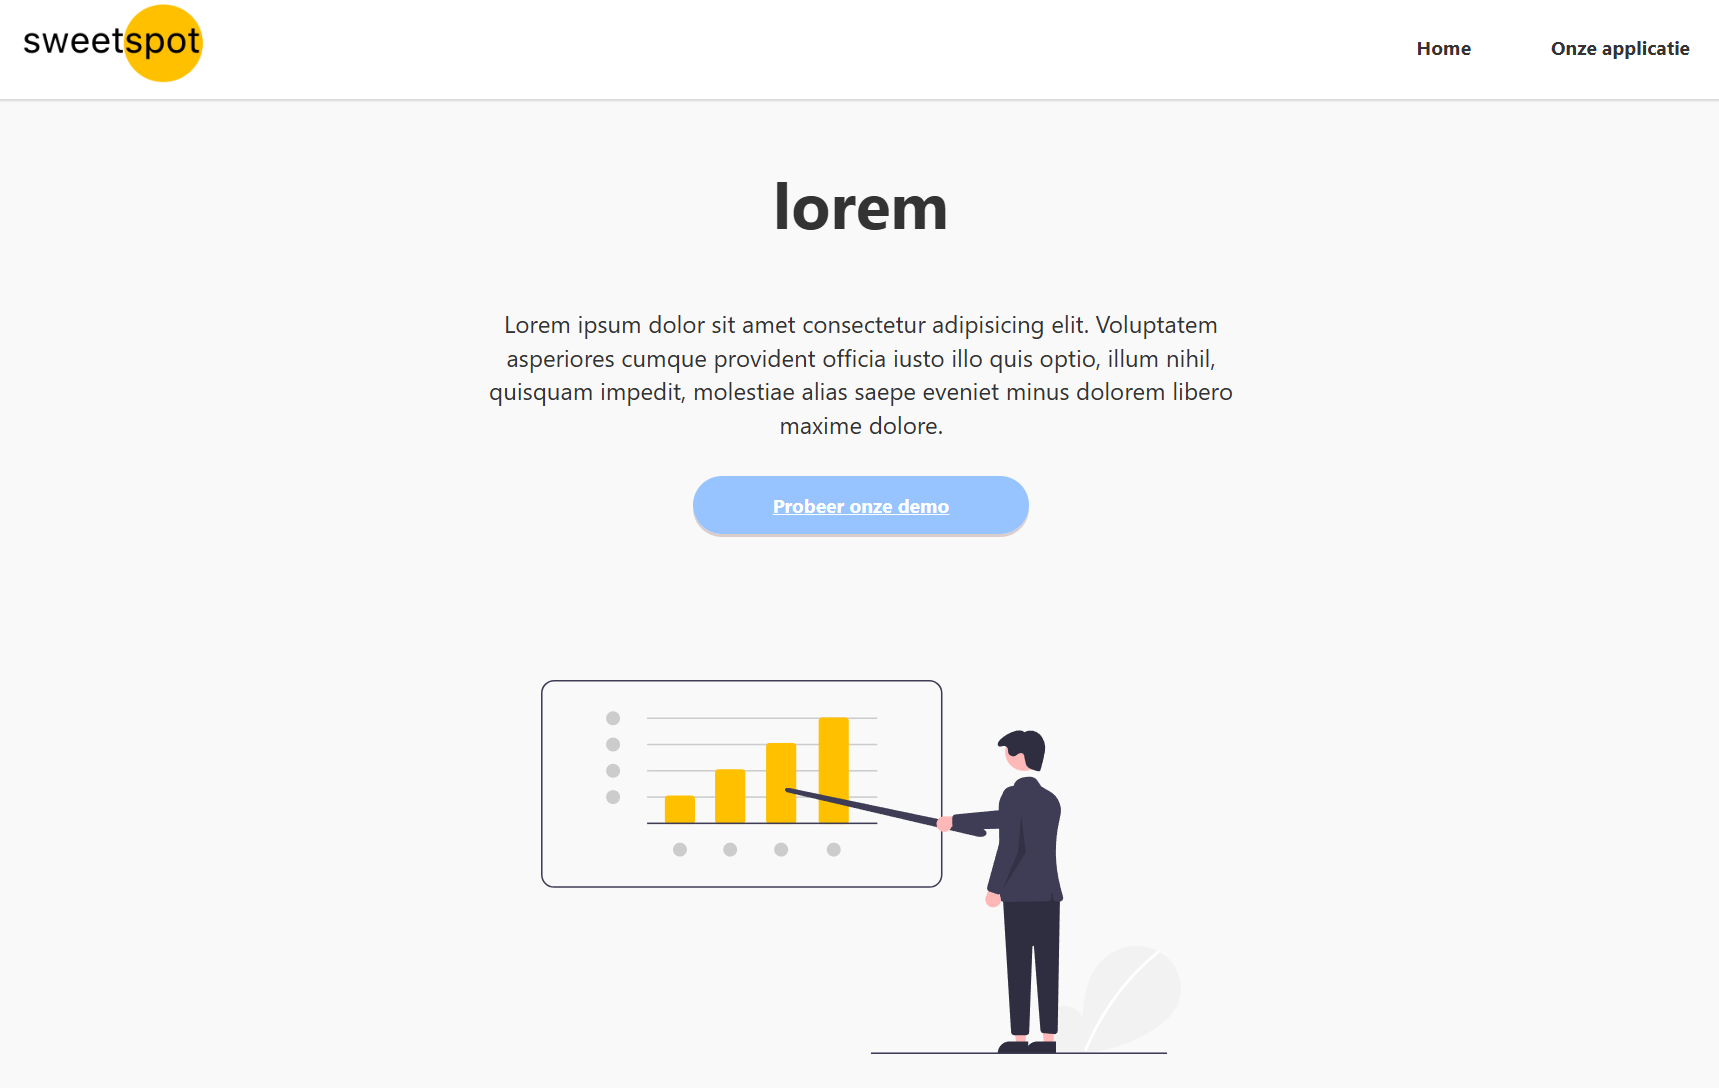 sweetspot
Home
Onze applicatie
lorem
Lorem ipsum dolor sit amet consectetur adipisicing elit. Voluptatem
asperiores cumque provident officia iusto illo quis optio, illum nihil,
quisquam impedit, molestiae alias saepe eveniet minus dolorem libero
maxime dolore.
Probeer onze demo